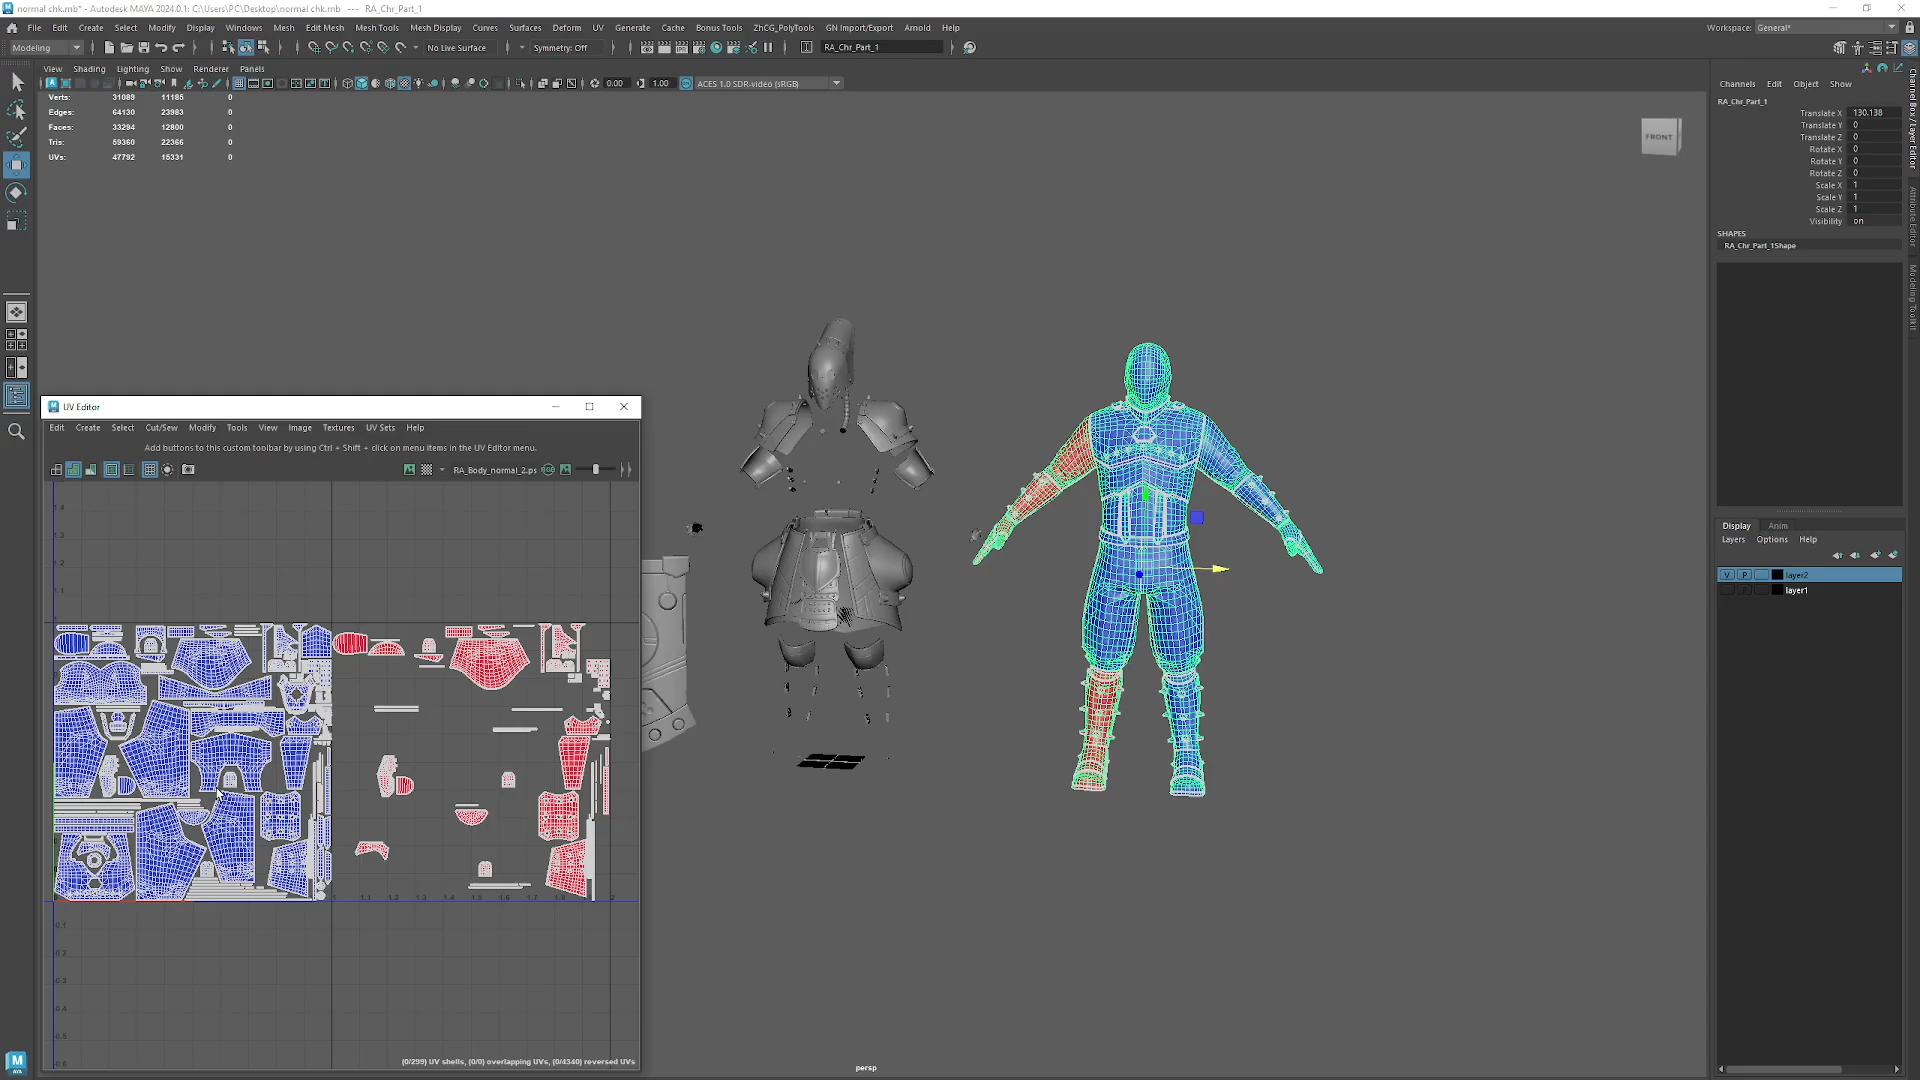 normal chk.mb* - Autodesk MAYA 2024.0.1: C:\Users\PC\Desktop\normal chk.mb --- RA_Chr_Part_1
File Edit Create Select Modify Display Windows Mesh Edit Mesh Mesh Tools Mesh Display Curves Surfaces Deform UV Generate Cache Bonus Tools ZhCG_PolyTools GN Import/Export Arnold Help
Workspace: General*
Modeling
No Live Surface
Symmetry: Off
RA_Chr_Part_1
View Shading Lighting Show Renderer Panels
0.00
1.00
ACES 1.0 SDR-video (sRGB)
Verts: 31089 11185 0
Edges: 64130 23983 0
Faces: 33294 12800 0
Tris: 59360 22366 0
UVs: 47792 15331 0
FRONT
persp
UV Editor
Edit Create Select Cut/Sew Modify Tools View Image Textures UV Sets Help
Add buttons to this custom toolbar by using Ctrl + Shift + click on menu items in the UV Editor menu.
RA_Body_normal_2.ps
(0/299) UV shells, (0/0) overlapping UVs, (0/4340) reversed UVs
Channels Edit Object Show
RA_Chr_Part_1
Translate X 130.138
Translate Y 0
Translate Z 0
Rotate X 0
Rotate Y 0
Rotate Z 0
Scale X 1
Scale Y 1
Scale Z 1
Visibility on
SHAPES
RA_Chr_Part_1Shape
Display Anim
Layers Options Help
V P layer2
layer1
Channel Box / Layer Editor
Attribute Editor
Modeling Toolkit